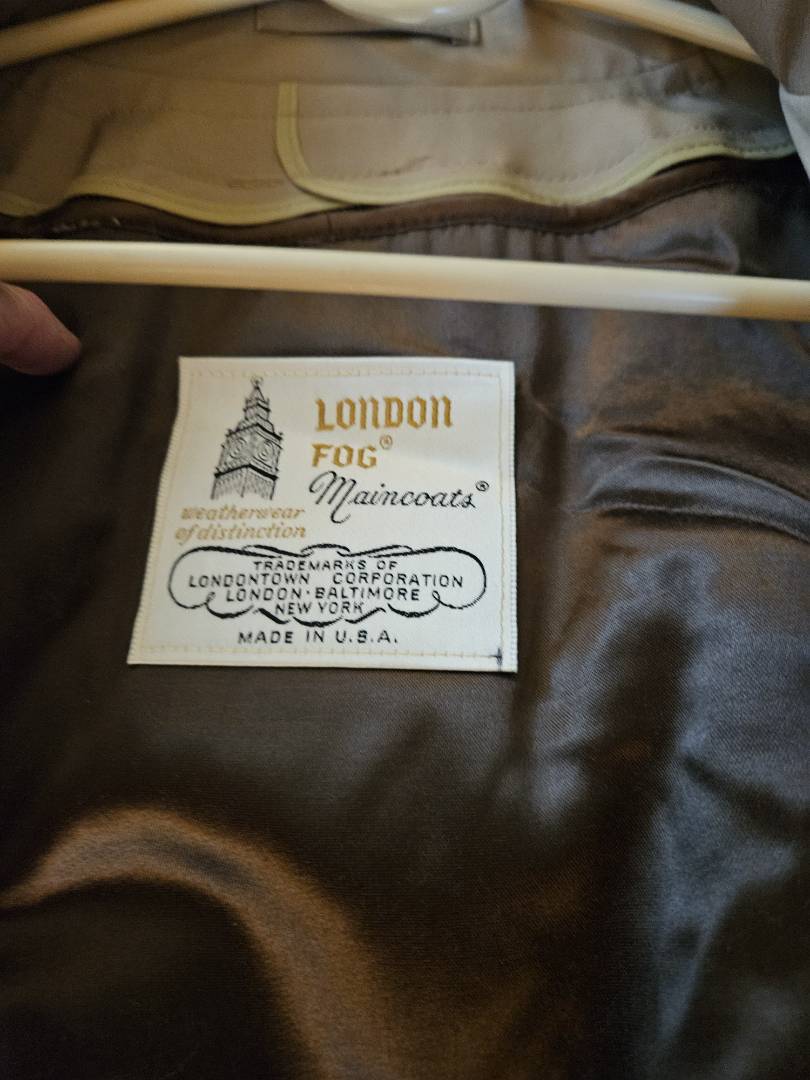 LONDON
FOG®
Maincoats®
weatherwear
of distinction
TRADEMARKS OF
LONDONTOWN CORPORATION
LONDON · BALTIMORE
NEW YORK
MADE IN U.S.A.